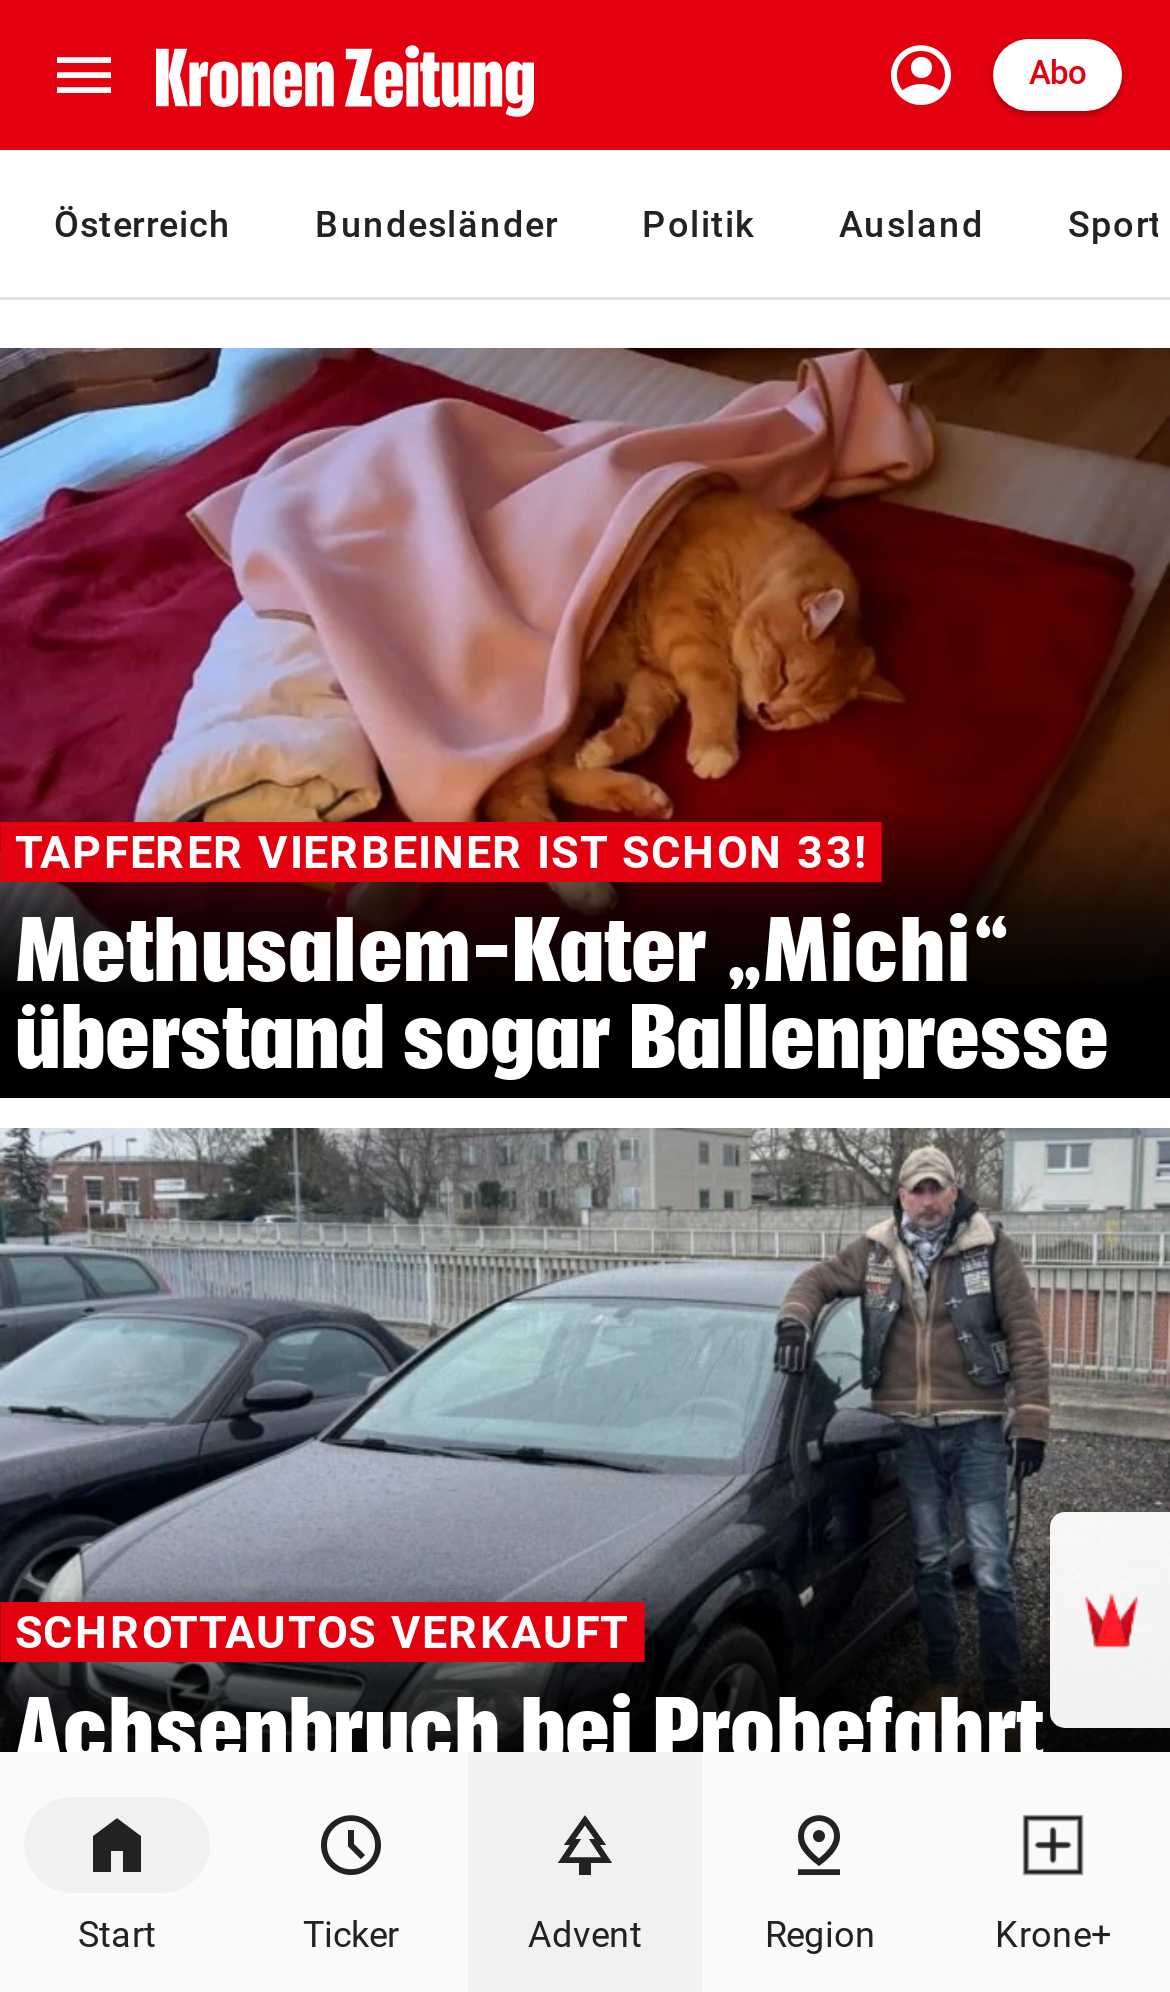 Kronen Zeitung
Abo
Österreich Bundesländer Politik Ausland Sport
TAPFERER VIERBEINER IST SCHON 33!
Methusalem-Kater „Michi“
überstand sogar Ballenpresse
SCHROTTAUTOS VERKAUFT
Achsenbruch bei Probefahrt
Start Ticker Advent Region Krone+